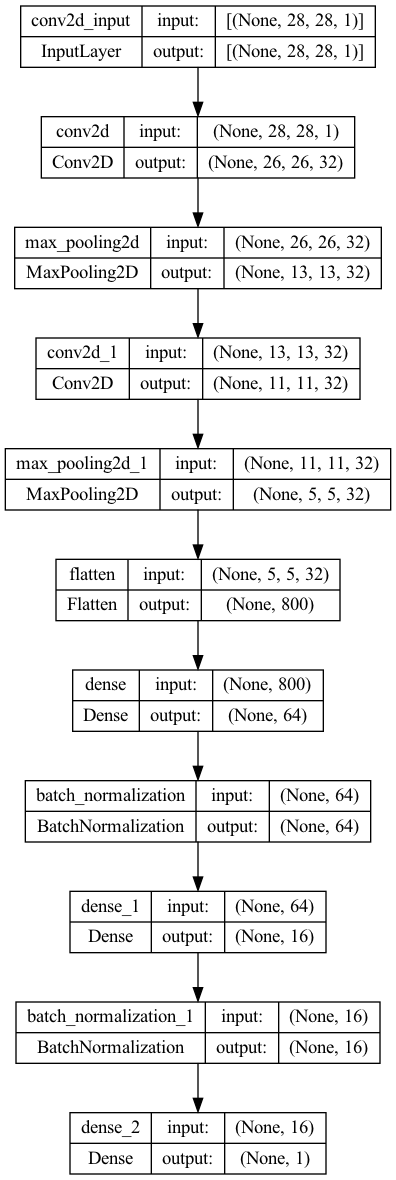 conv2d_input input: [(None, 28, 28, 1)]
InputLayer output: [(None, 28, 28, 1)]
conv2d input: (None, 28, 28, 1)
Conv2D output: (None, 26, 26, 32)
max_pooling2d input: (None, 26, 26, 32)
MaxPooling2D output: (None, 13, 13, 32)
conv2d_1 input: (None, 13, 13, 32)
Conv2D output: (None, 11, 11, 32)
max_pooling2d_1 input: (None, 11, 11, 32)
MaxPooling2D output: (None, 5, 5, 32)
flatten input: (None, 5, 5, 32)
Flatten output: (None, 800)
dense input: (None, 800)
Dense output: (None, 64)
batch_normalization input: (None, 64)
BatchNormalization output: (None, 64)
dense_1 input: (None, 64)
Dense output: (None, 16)
batch_normalization_1 input: (None, 16)
BatchNormalization output: (None, 16)
dense_2 input: (None, 16)
Dense output: (None, 1)